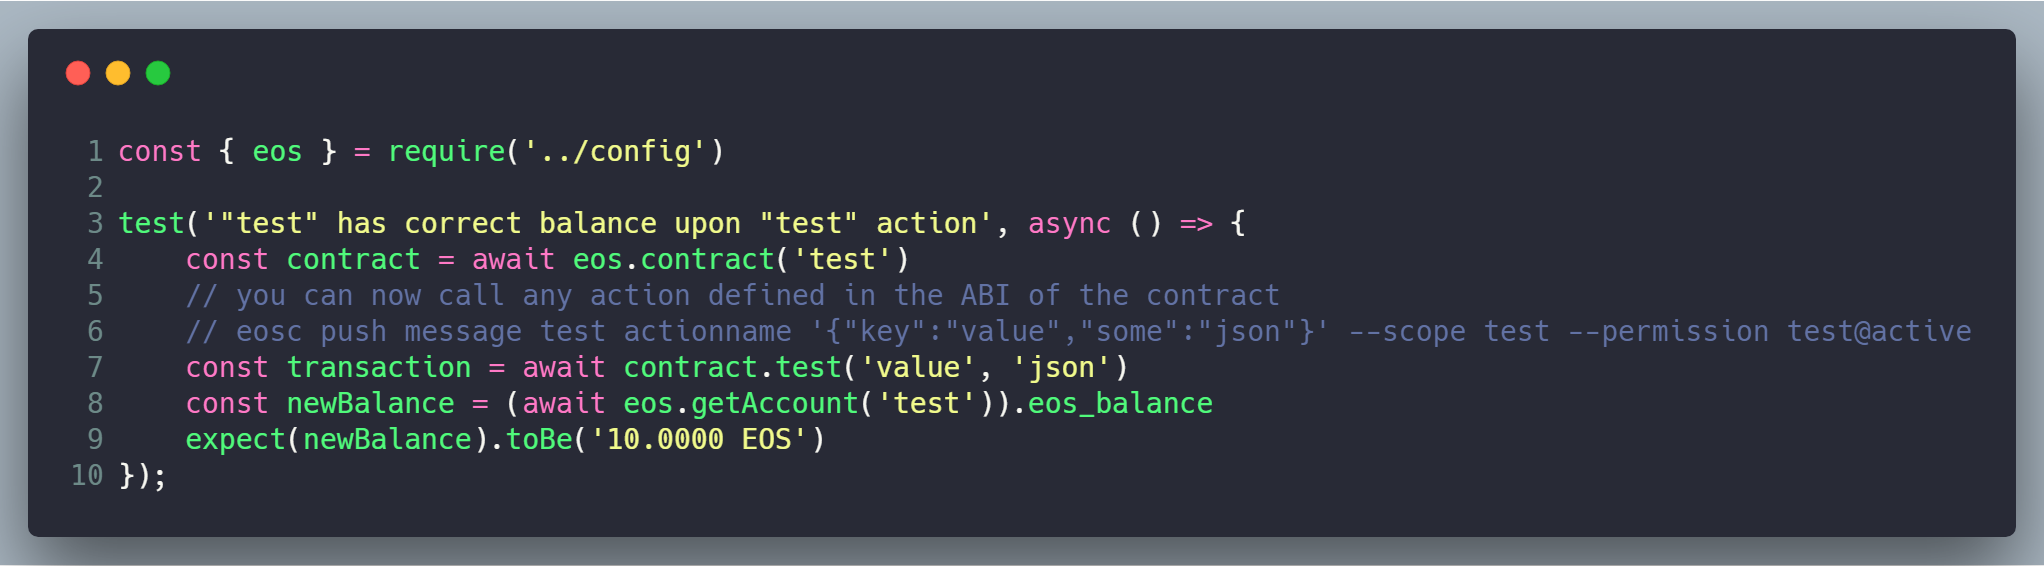 1 const { eos } = require('../config')
2
3 test('"test" has correct balance upon "test" action', async () => {
4     const contract = await eos.contract('test')
5     // you can now call any action defined in the ABI of the contract
6     // eosc push message test actionname '{"key":"value","some":"json"}' --scope test --permission test@active
7     const transaction = await contract.test('value', 'json')
8     const newBalance = (await eos.getAccount('test')).eos_balance
9     expect(newBalance).toBe('10.0000 EOS')
10 });